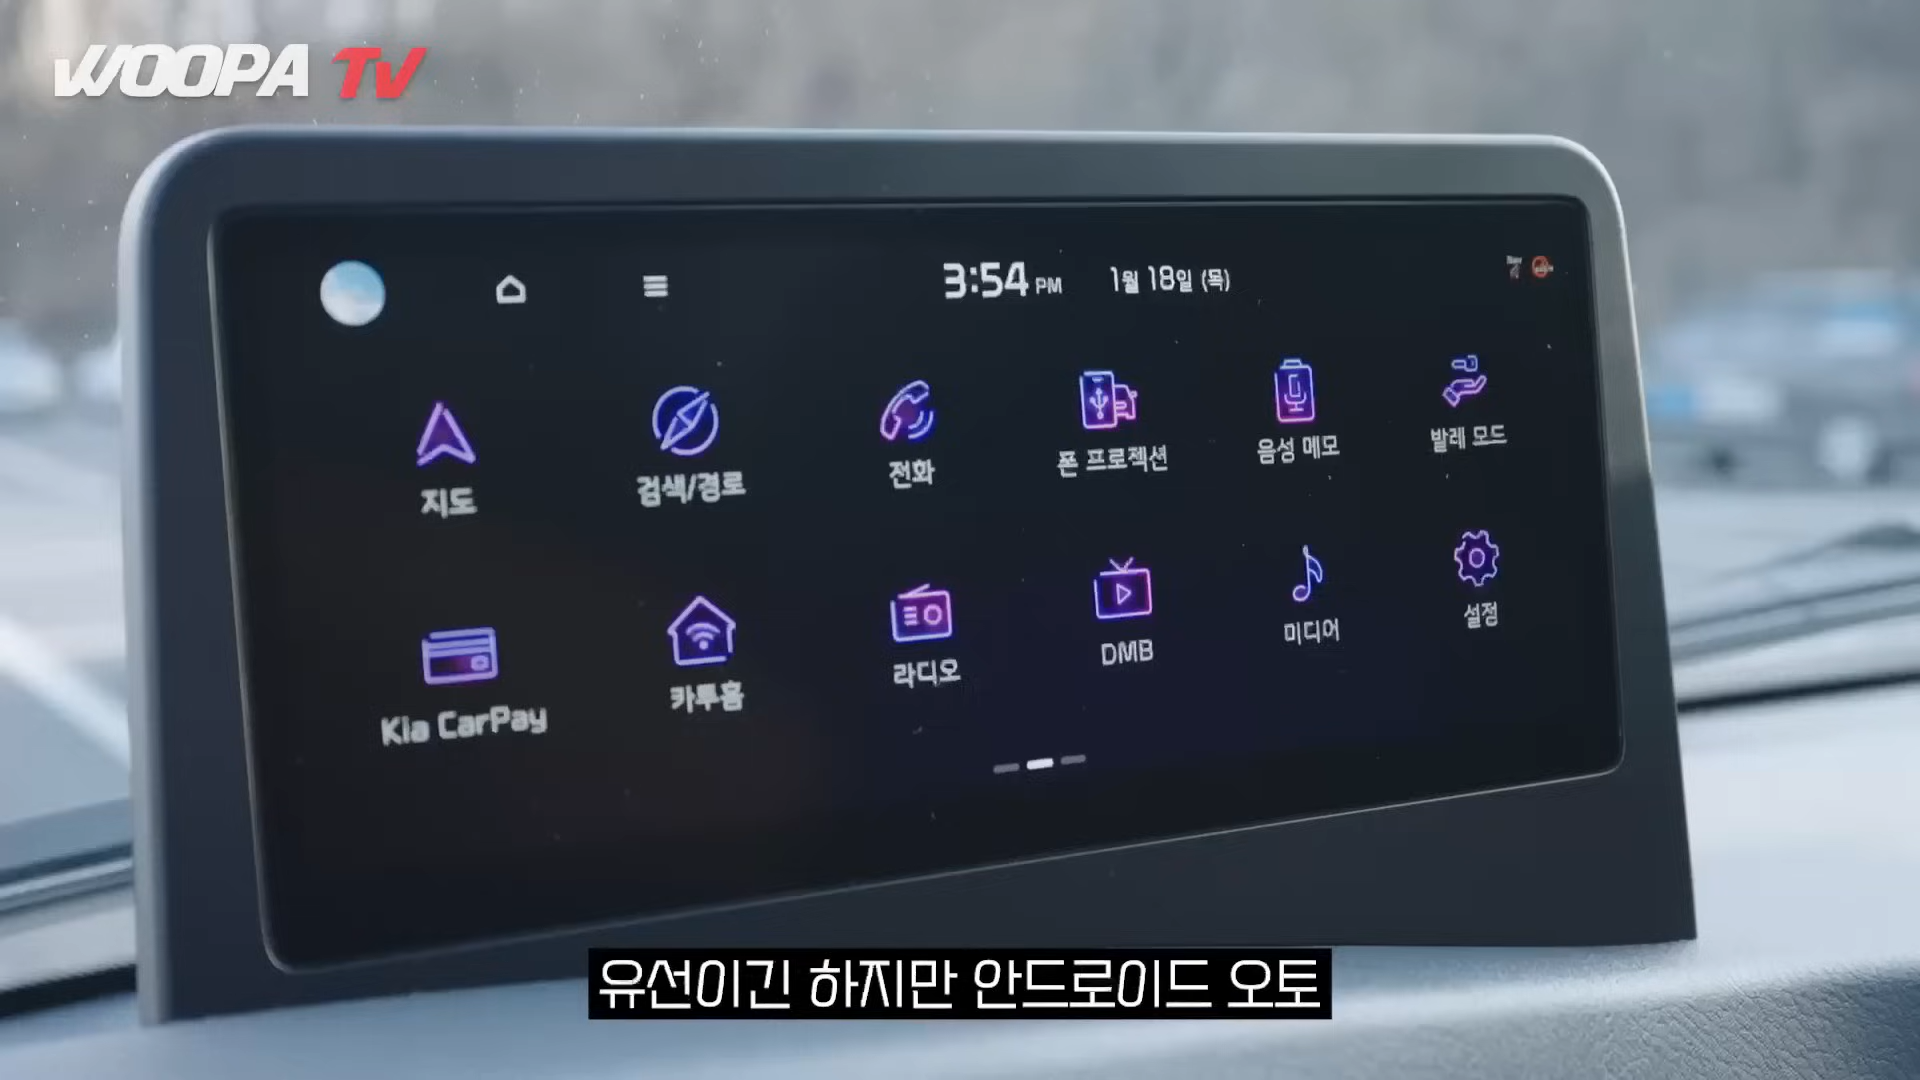 WOOPA TV
3:54 PM 1월 18일 (목)
지도 검색/경로 전화 폰 프로젝션 음성 메모 발레 모드
Kia CarPay 카투홈 라디오 DMB 미디어 설정
유선이긴 하지만 안드로이드 오토